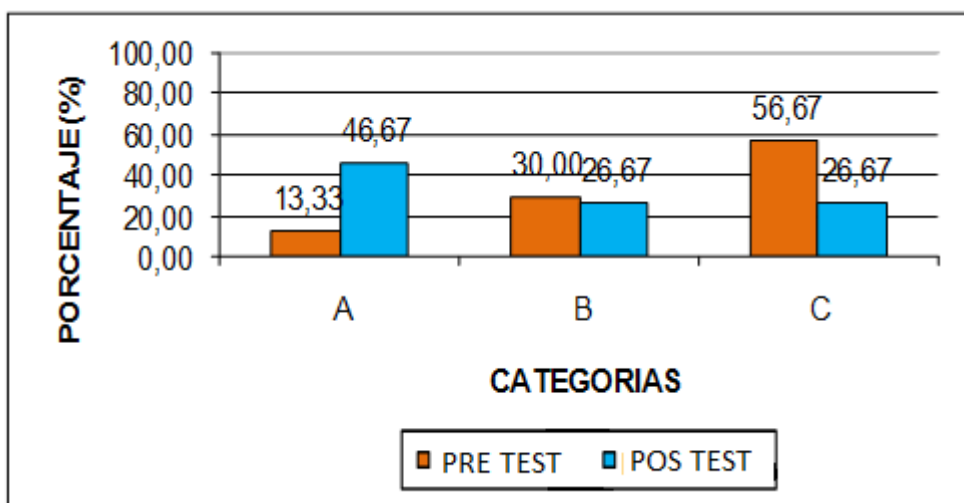 PORCENTAJE (%)
100,00
80,00
60,00
40,00
20,00
0,00
13,33
46,67
30,00
26,67
56,67
26,67
A
B
C
CATEGORIAS
PRE TEST
POS TEST